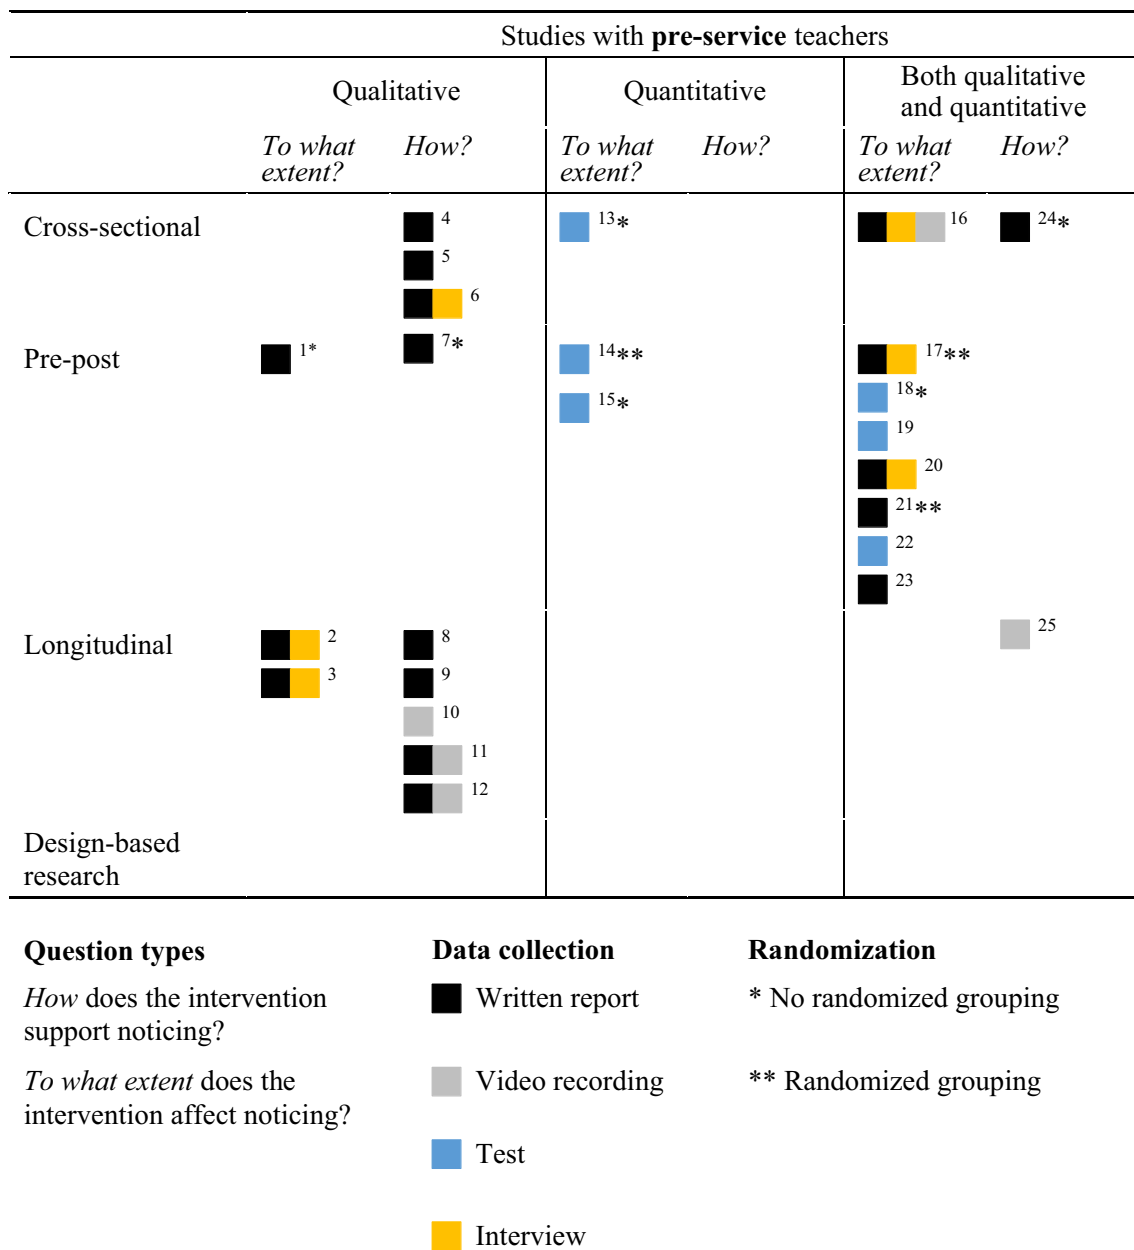 Studies with pre-service teachers
Qualitative
Quantitative
Both qualitative
and quantitative
To what
extent?
How?
To what
extent?
How?
To what
extent?
How?
Cross-sectional
4
13*
16
24*
5
6
Pre-post
1*
7*
14**
17**
15*
18*
19
20
21**
22
23
Longitudinal
2
8
25
3
9
10
11
12
Design-based
research
Question types
Data collection
Randomization
How does the intervention
support noticing?
Written report
* No randomized grouping
To what extent does the
intervention affect noticing?
Video recording
** Randomized grouping
Test
Interview